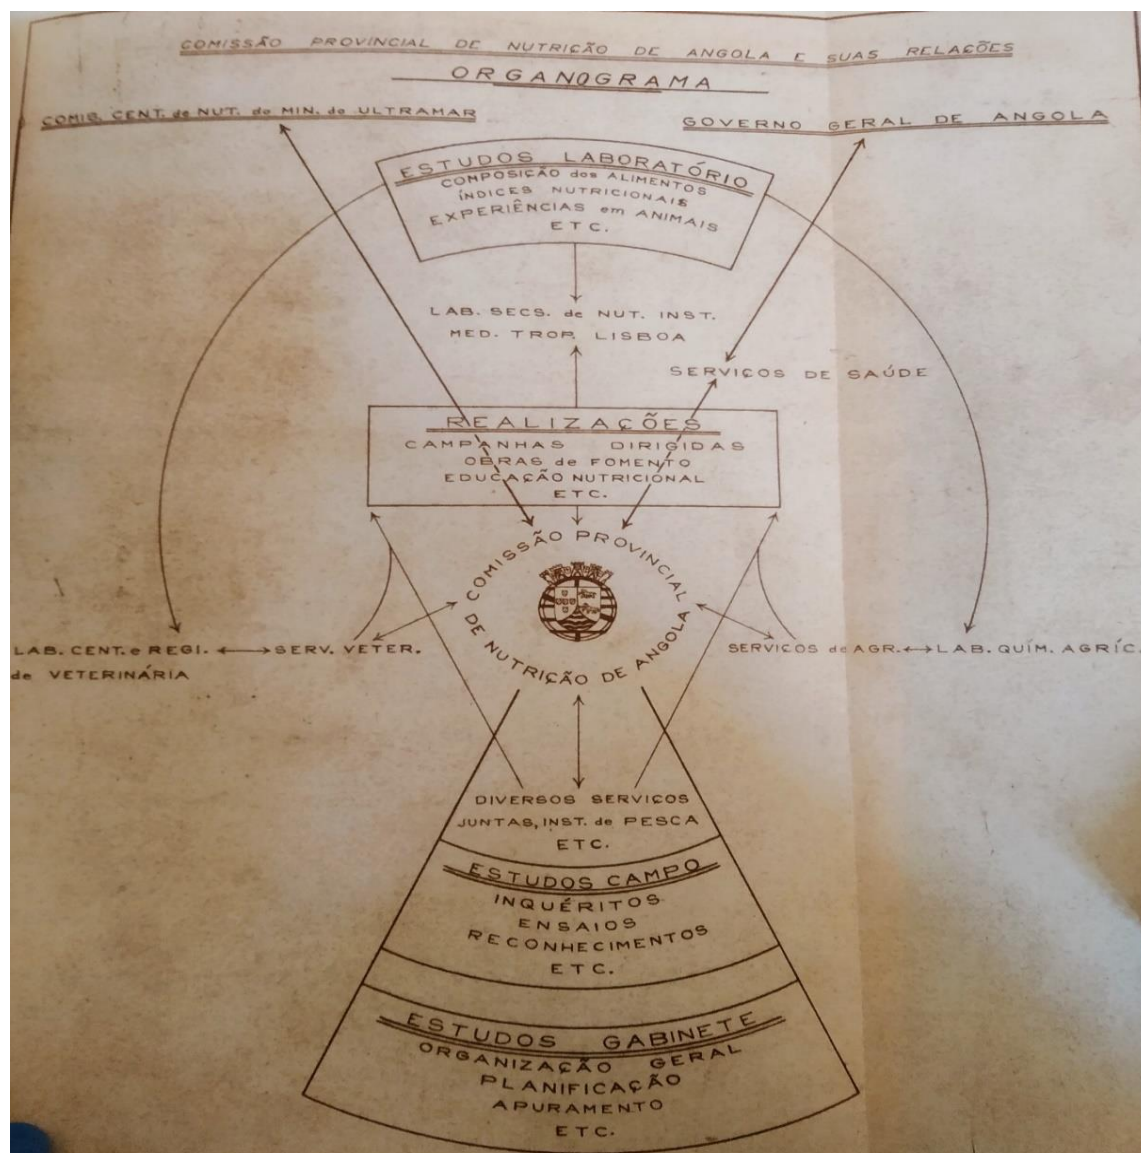 COMISSÃO PROVINCIAL DE NUTRIÇÃO DE ANGOLA E SUAS RELAÇÕES
ORGANOGRAMA
COMIS. CENT. de NUT. do MIN. do ULTRAMAR
GOVERNO GERAL DE ANGOLA
ESTUDOS LABORATÓRIO
COMPOSIÇÃO dos ALIMENTOS
ÍNDICES NUTRICIONAIS
EXPERIÊNCIAS em ANIMAIS
ETC.
LAB. SECS. de NUT. INST.
MED. TROP. LISBOA
SERVIÇOS DE SAÚDE
REALIZAÇÕES
CAMPANHAS DIRIGIDAS
OBRAS de FOMENTO
EDUCAÇÃO NUTRICIONAL
ETC.
COMISSÃO PROVINCIAL
DE NUTRIÇÃO DE ANGOLA
LAB. CENT. e REGI.
de VETERINÁRIA
SERV. VETER.
SERVIÇOS de AGR.
LAB. QUÍM. AGRÍC.
DIVERSOS SERVIÇOS
JUNTAS, INST. de PESCA
ETC.
ESTUDOS CAMPO
INQUÉRITOS
ENSAIOS
RECONHECIMENTOS
ETC.
ESTUDOS GABINETE
ORGANIZAÇÃO GERAL
PLANIFICAÇÃO
APURAMENTO
ETC.